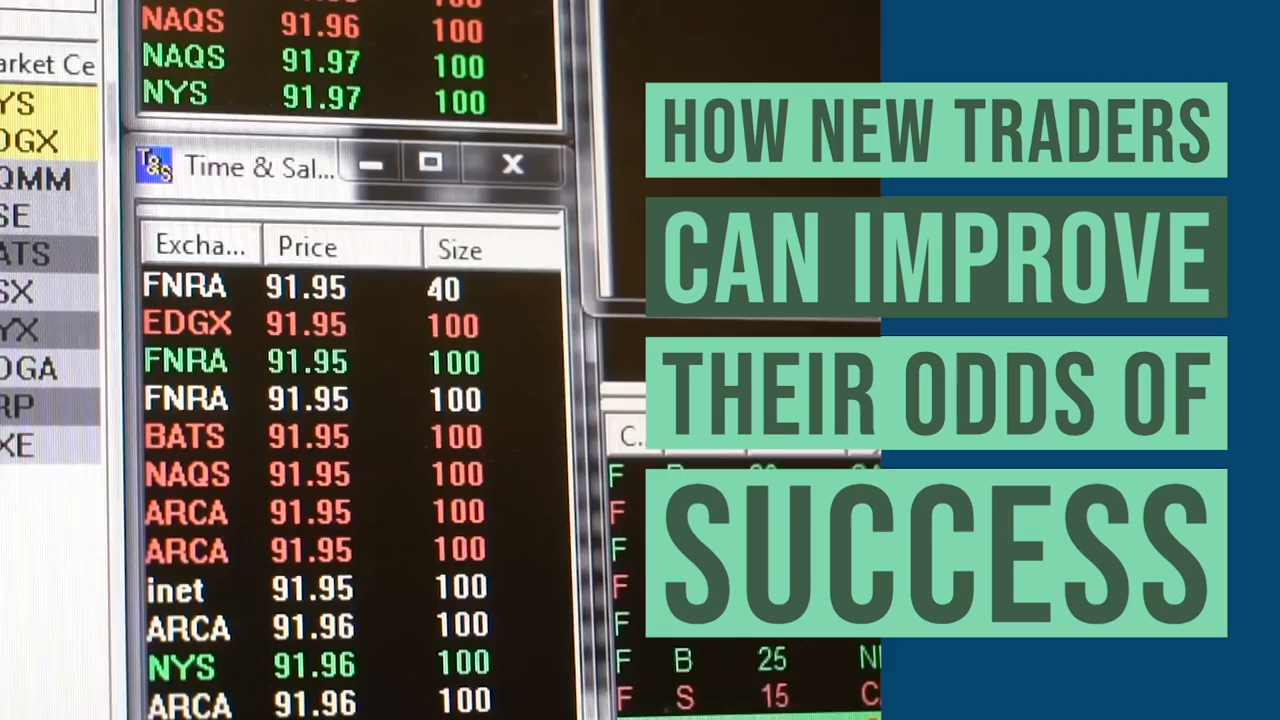 NAQS 91.96 100
NAQS 91.97 100
NYS 91.97 100
arket Ce
YS
DGX
QMM
SE
ATS
SX
YX
DGA
RP
XE
T&S Time & Sal...
Excha... Price Size
FNRA 91.95 40
EDGX 91.95 100
FNRA 91.95 100
FNRA 91.95 100
BATS 91.95 100
NAQS 91.95 100
ARCA 91.95 100
ARCA 91.95 100
inet 91.95 100
ARCA 91.96 100
NYS 91.96 100
ARCA 91.96 100
C..
F
F
F
F
F
F B 25
F S 15
HOW NEW TRADERS
CAN IMPROVE
THEIR ODDS OF
SUCCESS